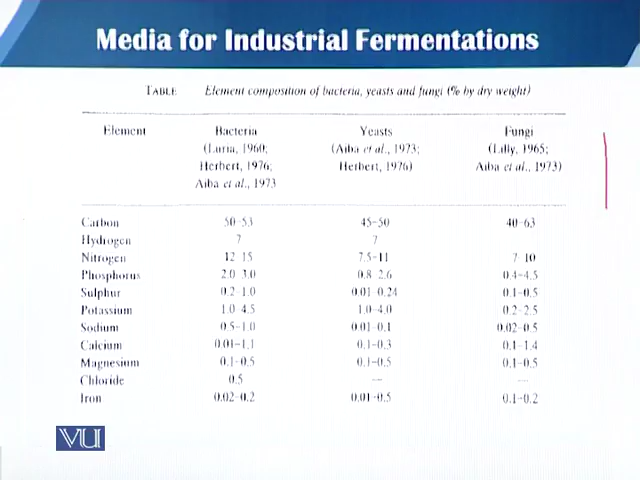 Media for Industrial Fermentations
TABLE Element composition of bacteria, yeasts and fungi (% by dry weight)
Element Bacteria Yeasts Fungi
(Luria, 1960; (Aiba et al., 1973; (Lilly, 1965;
Herbert, 1976; Herbert, 1976) Aiba et al., 1973)
Aiba et al., 1973
Carbon 50–53 45–50 40–63
Hydrogen 7 7
Nitrogen 12–15 7.5–11 7–10
Phosphorus 2.0–3.0 0.8–2.6 0.4–4.5
Sulphur 0.2–1.0 0.01–0.24 0.1–0.5
Potassium 1.0–4.5 1.0–4.0 0.2–2.5
Sodium 0.5–1.0 0.01–0.1 0.02–0.5
Calcium 0.01–1.1 0.1–0.3 0.1–1.4
Magnesium 0.1–0.5 0.1–0.5 0.1–0.5
Chloride 0.5 — —
Iron 0.02–0.2 0.01–0.5 0.1–0.2
VU